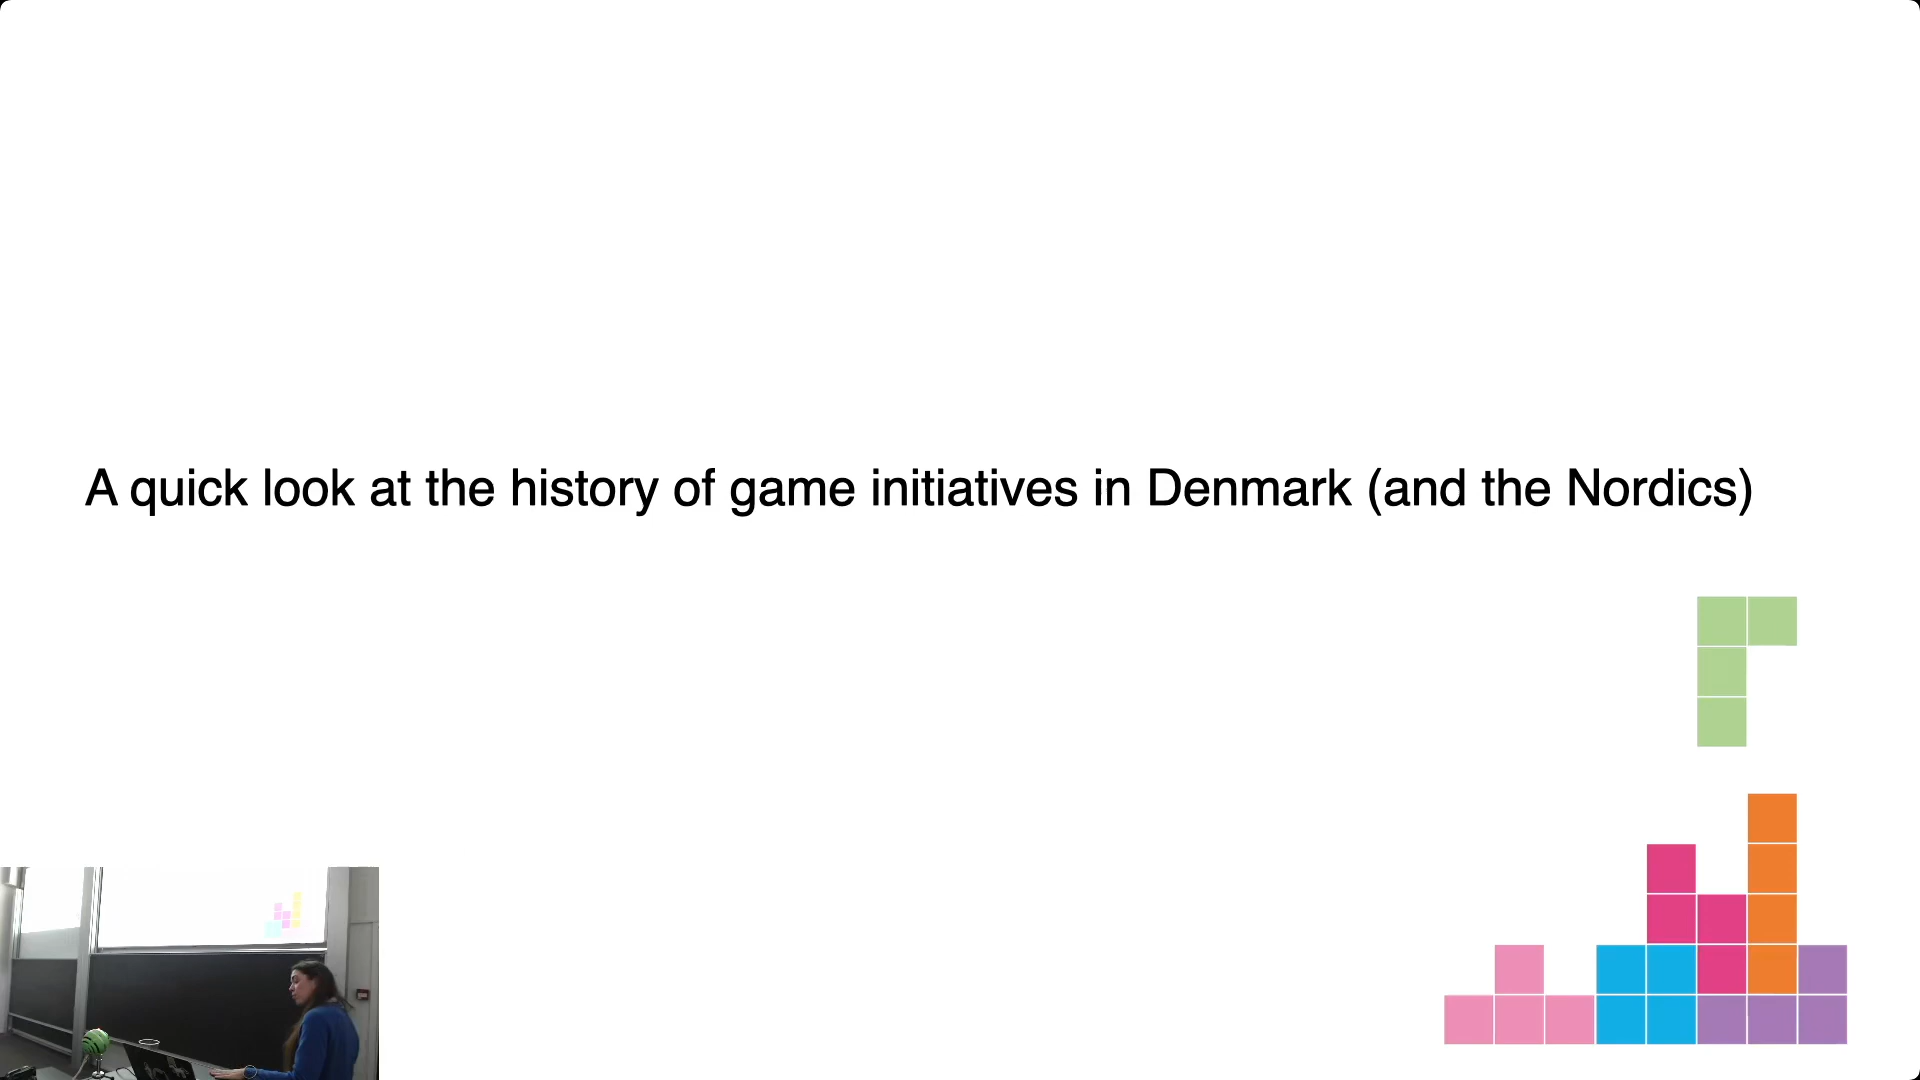 A quick look at the history of game initiatives in Denmark (and the Nordics)